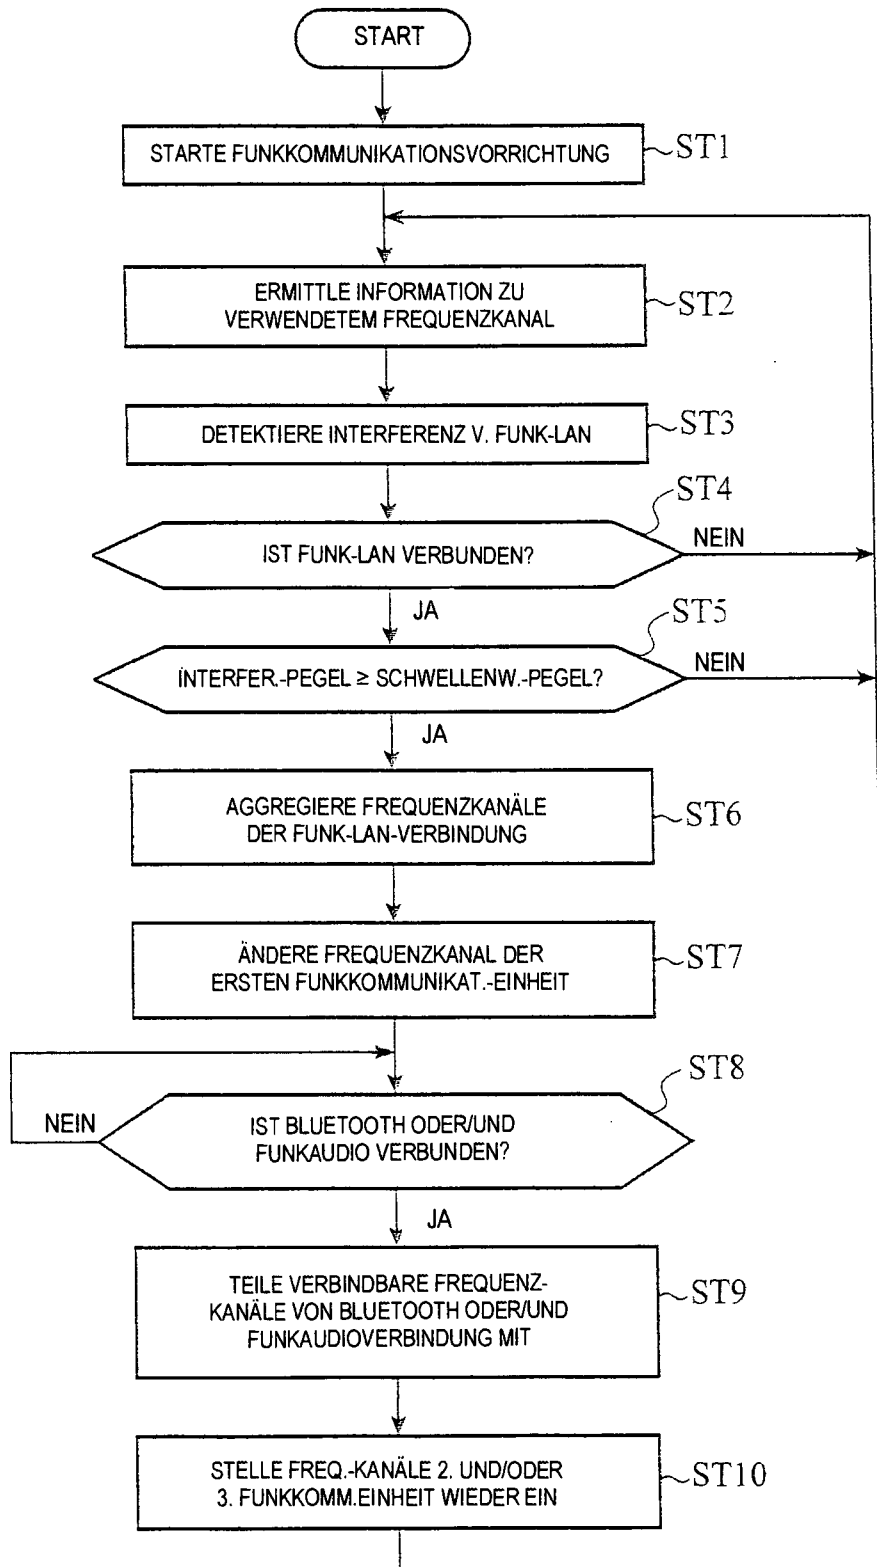 START
STARTE FUNKKOMMUNIKATIONSVORRICHTUNG
ST1
ERMITTLE INFORMATION ZU
VERWENDETEM FREQUENZKANAL
ST2
DETEKTIERE INTERFERENZ V. FUNK-LAN
ST3
ST4
IST FUNK-LAN VERBUNDEN?
NEIN
JA
ST5
INTERFER.-PEGEL ≥ SCHWELLENW.-PEGEL?
NEIN
JA
AGGREGIERE FREQUENZKANÄLE
DER FUNK-LAN-VERBINDUNG
ST6
ÄNDERE FREQUENZKANAL DER
ERSTEN FUNKKOMMUNIKAT.-EINHEIT
ST7
ST8
NEIN
IST BLUETOOTH ODER/UND
FUNKAUDIO VERBUNDEN?
JA
TEILE VERBINDBARE FREQUENZ-
KANÄLE VON BLUETOOTH ODER/UND
FUNKAUDIOVERBINDUNG MIT
ST9
STELLE FREQ.-KANÄLE 2. UND/ODER
3. FUNKKOMM.EINHEIT WIEDER EIN
ST10